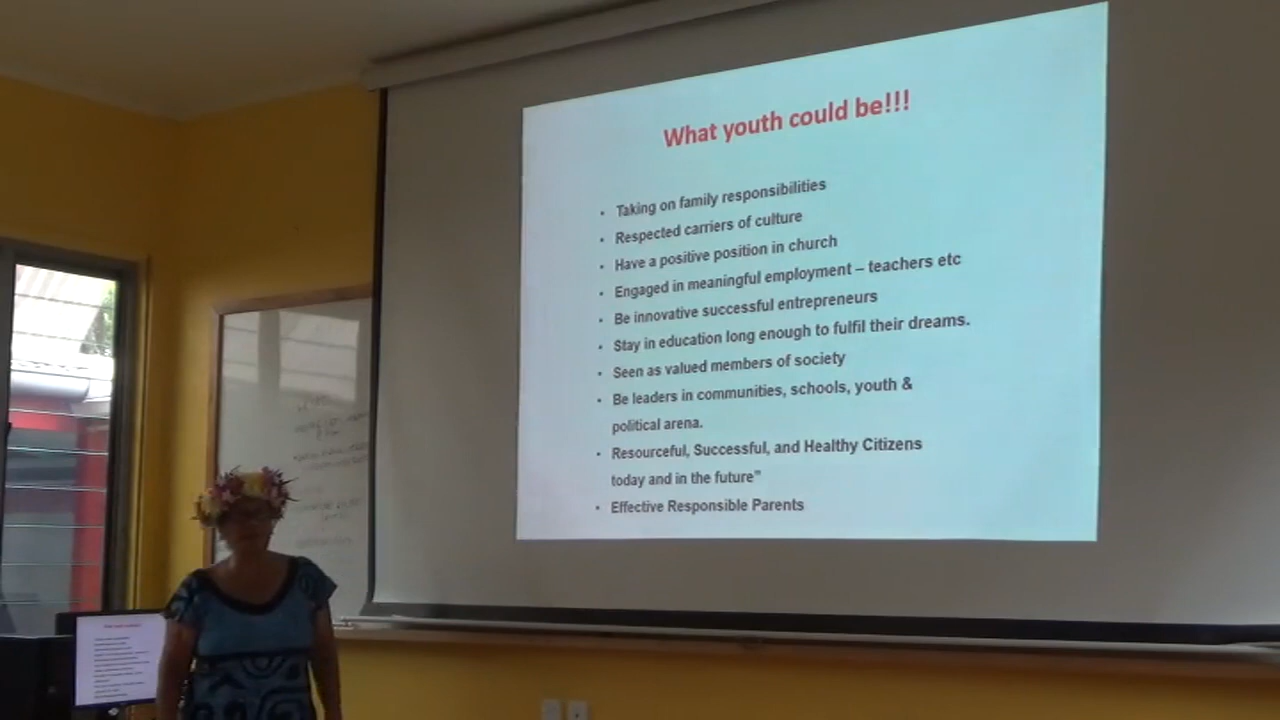 What youth could be!!!
• Taking on family responsibilities
• Respected carriers of culture
• Have a positive position in church
• Engaged in meaningful employment – teachers etc
• Be innovative successful entrepreneurs
• Stay in education long enough to fulfil their dreams.
• Seen as valued members of society
• Be leaders in communities, schools, youth &
political arena.
• Resourceful, Successful, and Healthy Citizens
today and in the future”
• Effective Responsible Parents